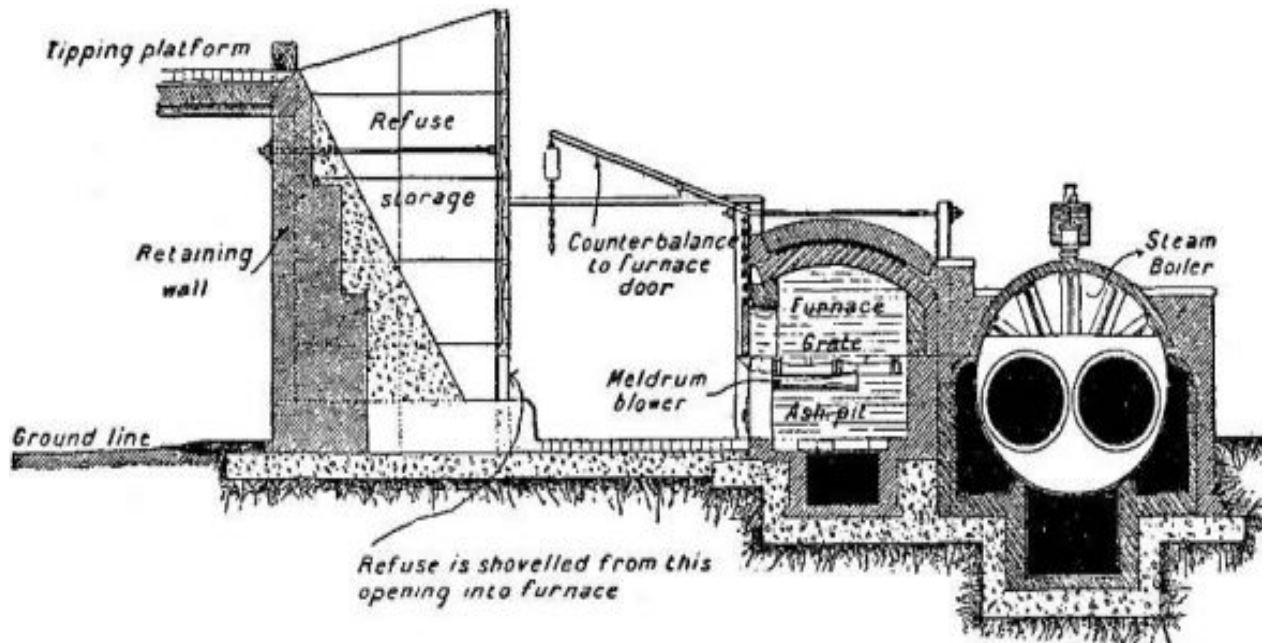 Tipping platform
Refuse
storage
Retaining
wall
Counterbalance
to furnace
door
Steam
Boiler
Furnace
Grate
Meldrum
blower
Ash pit
Ground line
Refuse is shovelled from this
opening into furnace